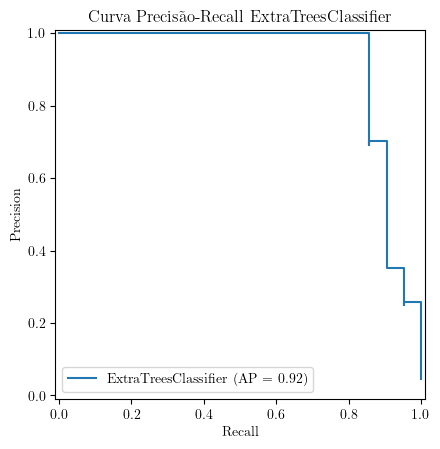 Curva Precisão-Recall ExtraTreesClassifier
1.0
0.8
0.6
0.4
0.2
0.0
Precision
ExtraTreesClassifier (AP = 0.92)
0.0 0.2 0.4 0.6 0.8 1.0
Recall